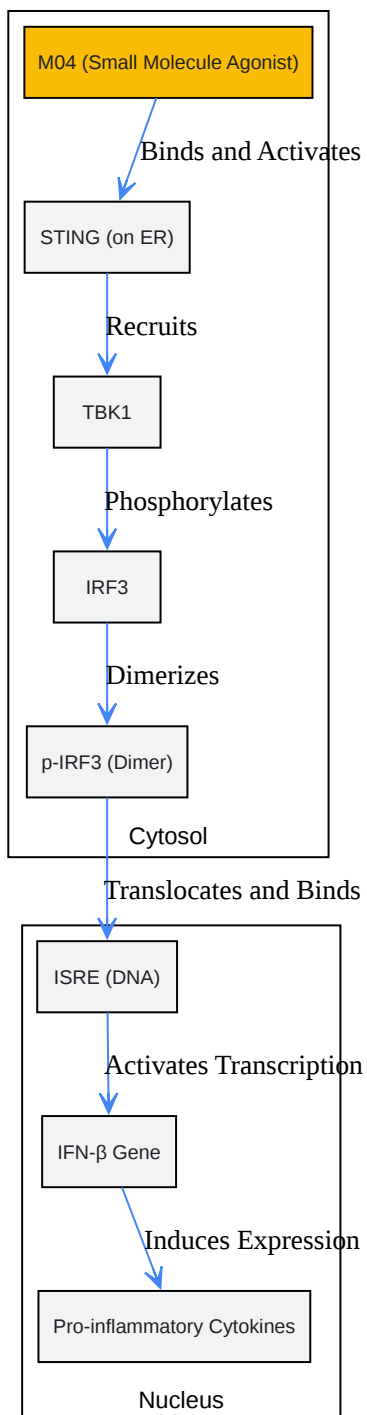 M04 (Small Molecule Agonist)
Binds and Activates
STING (on ER)
Recruits
TBK1
Phosphorylates
IRF3
Dimerizes
p-IRF3 (Dimer)
Cytosol
Translocates and Binds
ISRE (DNA)
Activates Transcription
IFN-β Gene
Induces Expression
Pro-inflammatory Cytokines
Nucleus